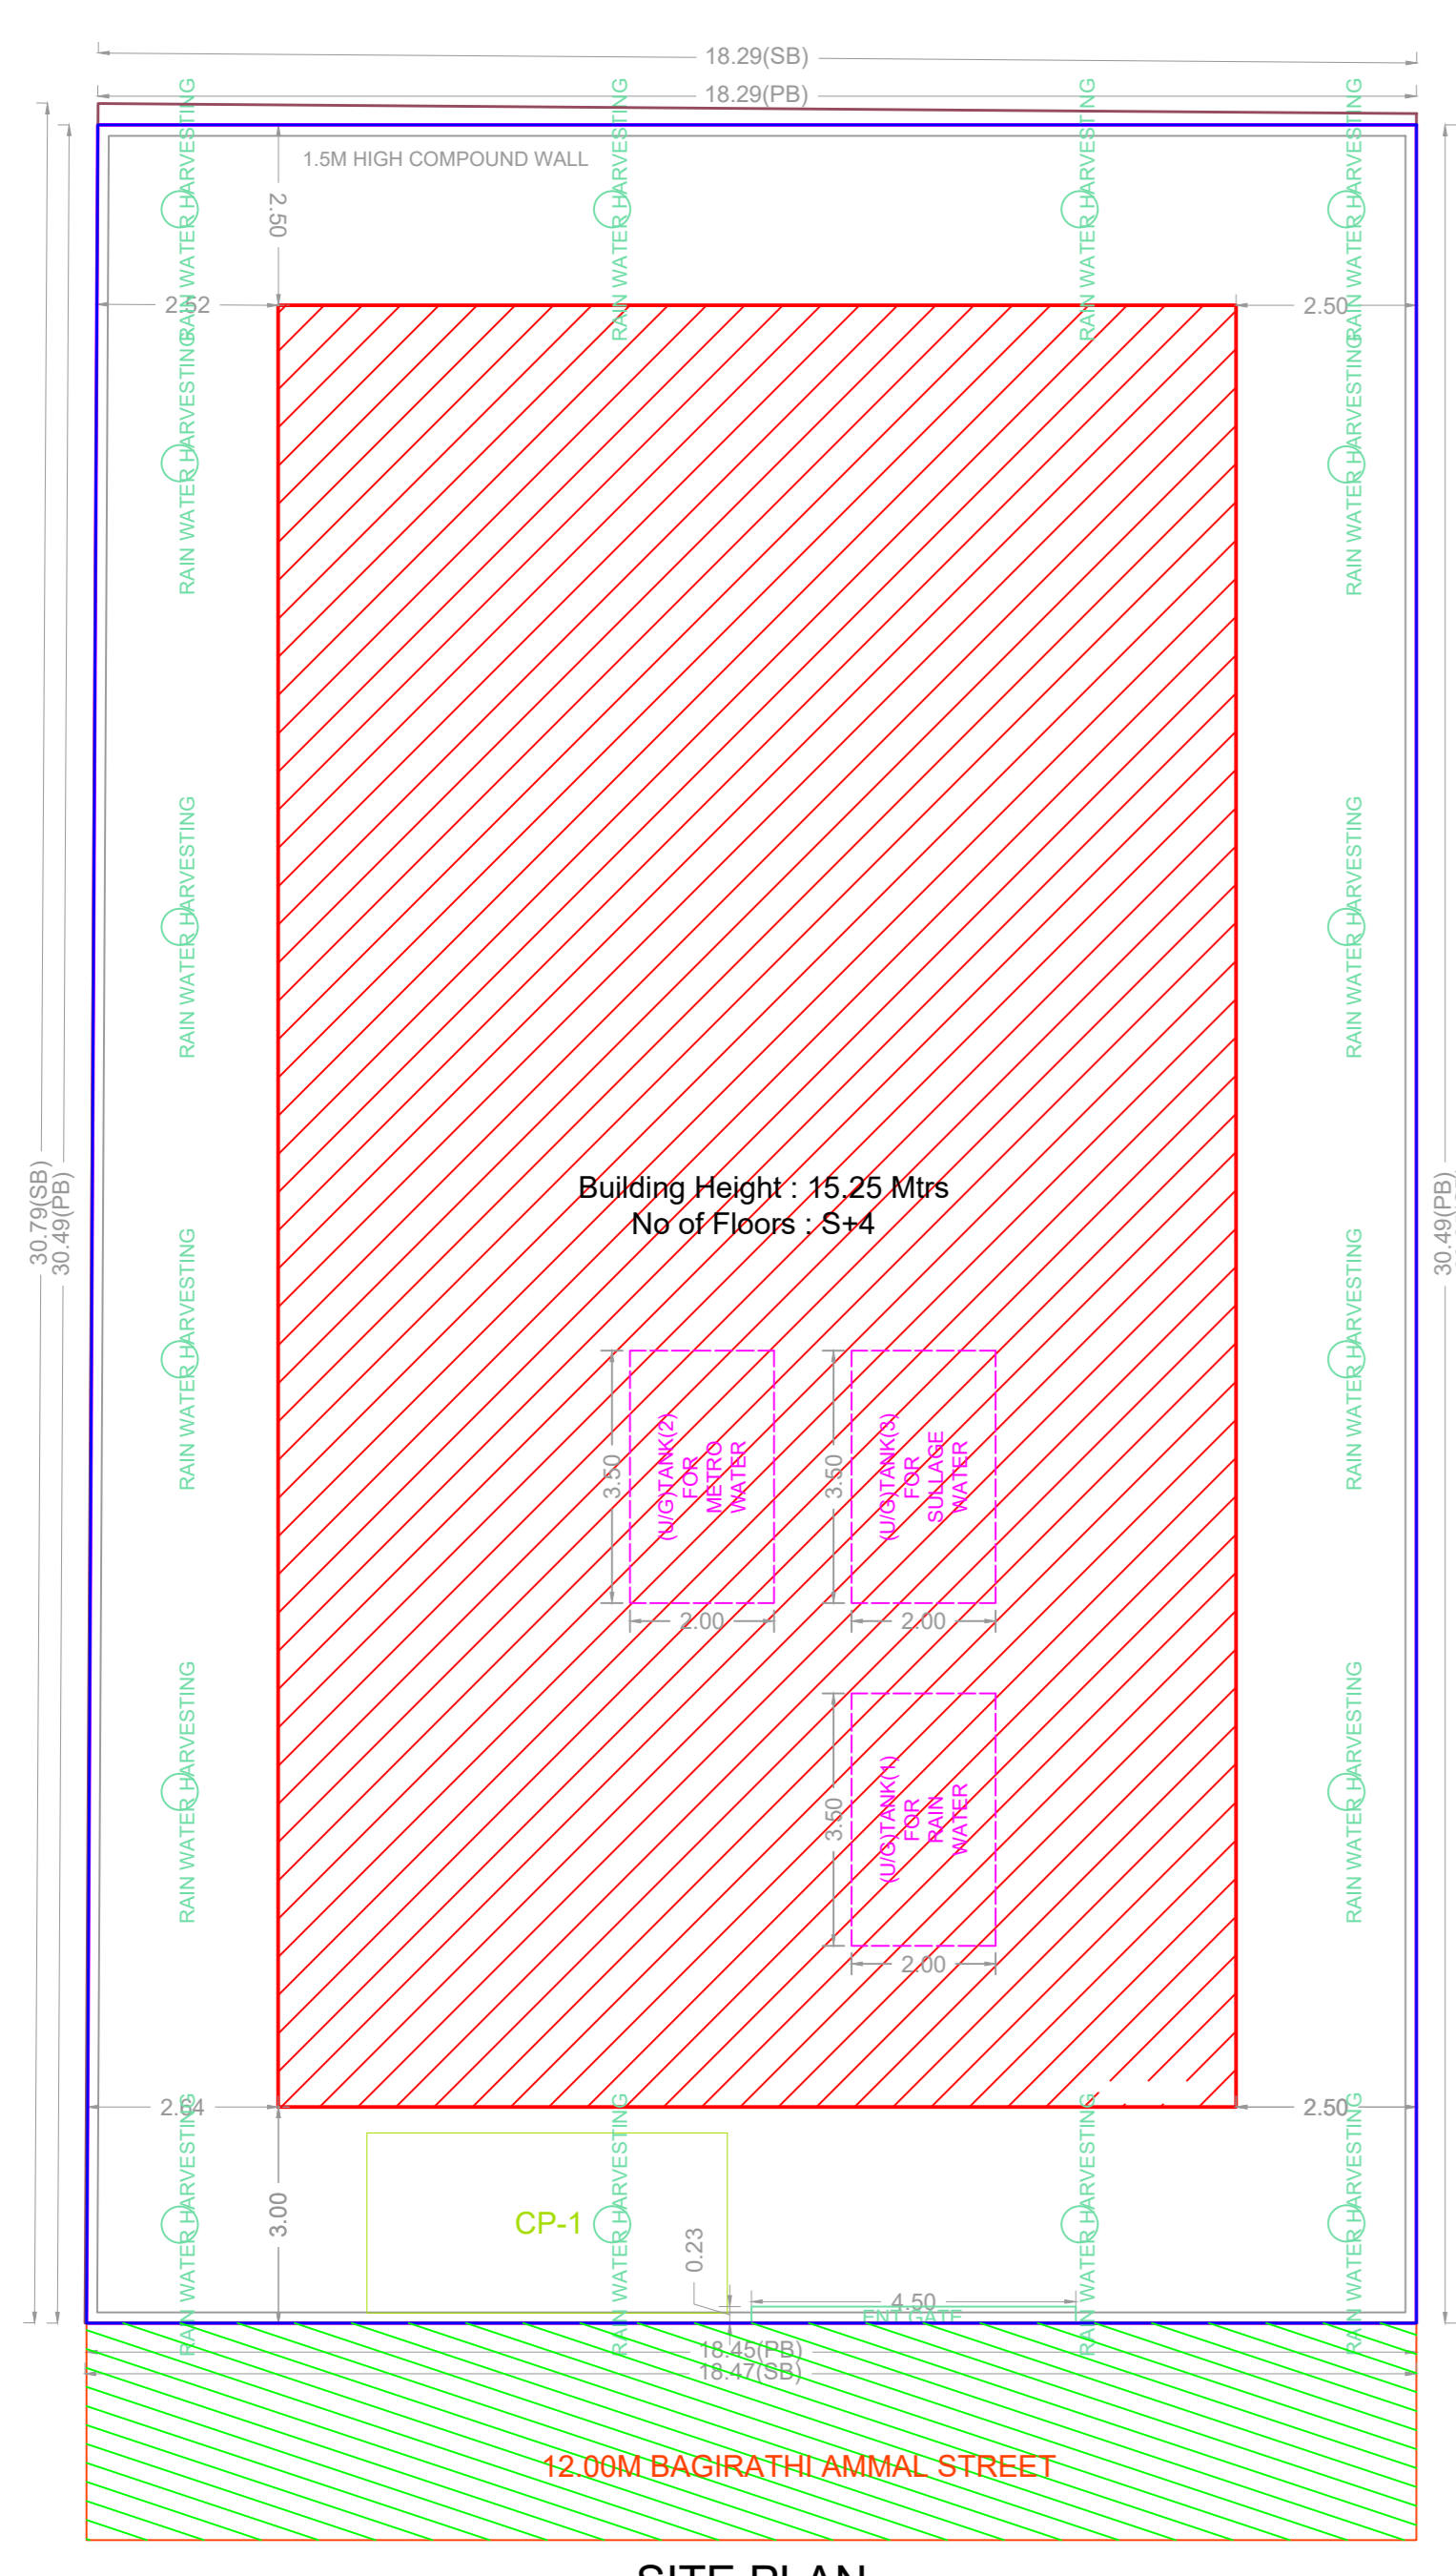 18.29(SB)
18.29(PB)
RAIN WATER HARVESTING
RAIN WATER HARVESTING
RAIN WATER HARVESTING
RAIN WATER HARVESTING
1.5M HIGH COMPOUND WALL
2.50
2.52
2.50
RAIN WATER HARVESTING
RAIN WATER HARVESTING
RAIN WATER HARVESTING
RAIN WATER HARVESTING
30.79(SB)
30.49(PB)
30.49(PB)
Building Height : 15.25 Mtrs
No of Floors : S+4
RAIN WATER HARVESTING
RAIN WATER HARVESTING
3.50
(U/G)TANK(2)
FOR
METRO
WATER
2.00
3.50
(U/G)TANK(3)
FOR
SULLAGE
WATER
2.00
RAIN WATER HARVESTING
RAIN WATER HARVESTING
3.50
(U/G)TANK(1)
FOR
RAIN
WATER
2.00
2.64
2.50
RAIN WATER HARVESTING
RAIN WATER HARVESTING
RAIN WATER HARVESTING
RAIN WATER HARVESTING
3.00
CP-1
0.23
4.50
ENT GATE
18.45(PB)
18.47(SB)
12.00M BAGIRATHI AMMAL STREET
SITE PLAN